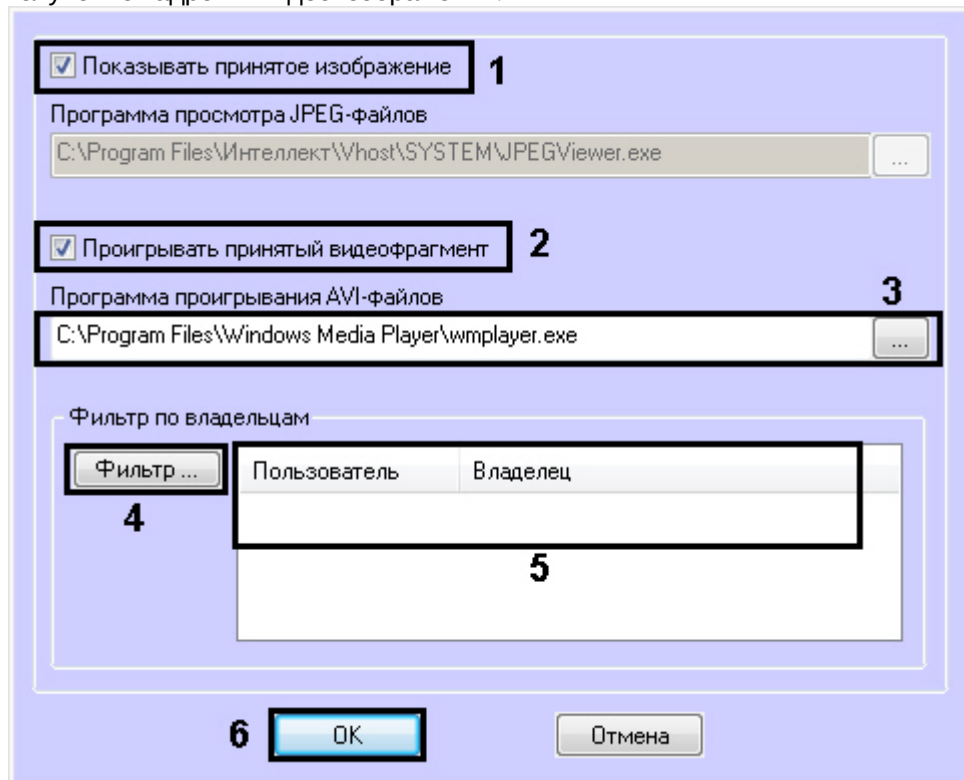 Показывать принятое изображение 1
Программа просмотра JPEG-файлов
C:\Program Files\Интеллект\Vhost\SYSTEM\JPEGViewer.exe ...
Проигрывать принятый видеофрагмент 2
Программа проигрывания AVI-файлов 3
C:\Program Files\Windows Media Player\wmplayer.exe ...
Фильтр по владельцам
Фильтр ... Пользователь Владелец
4
5
6 OK Отмена